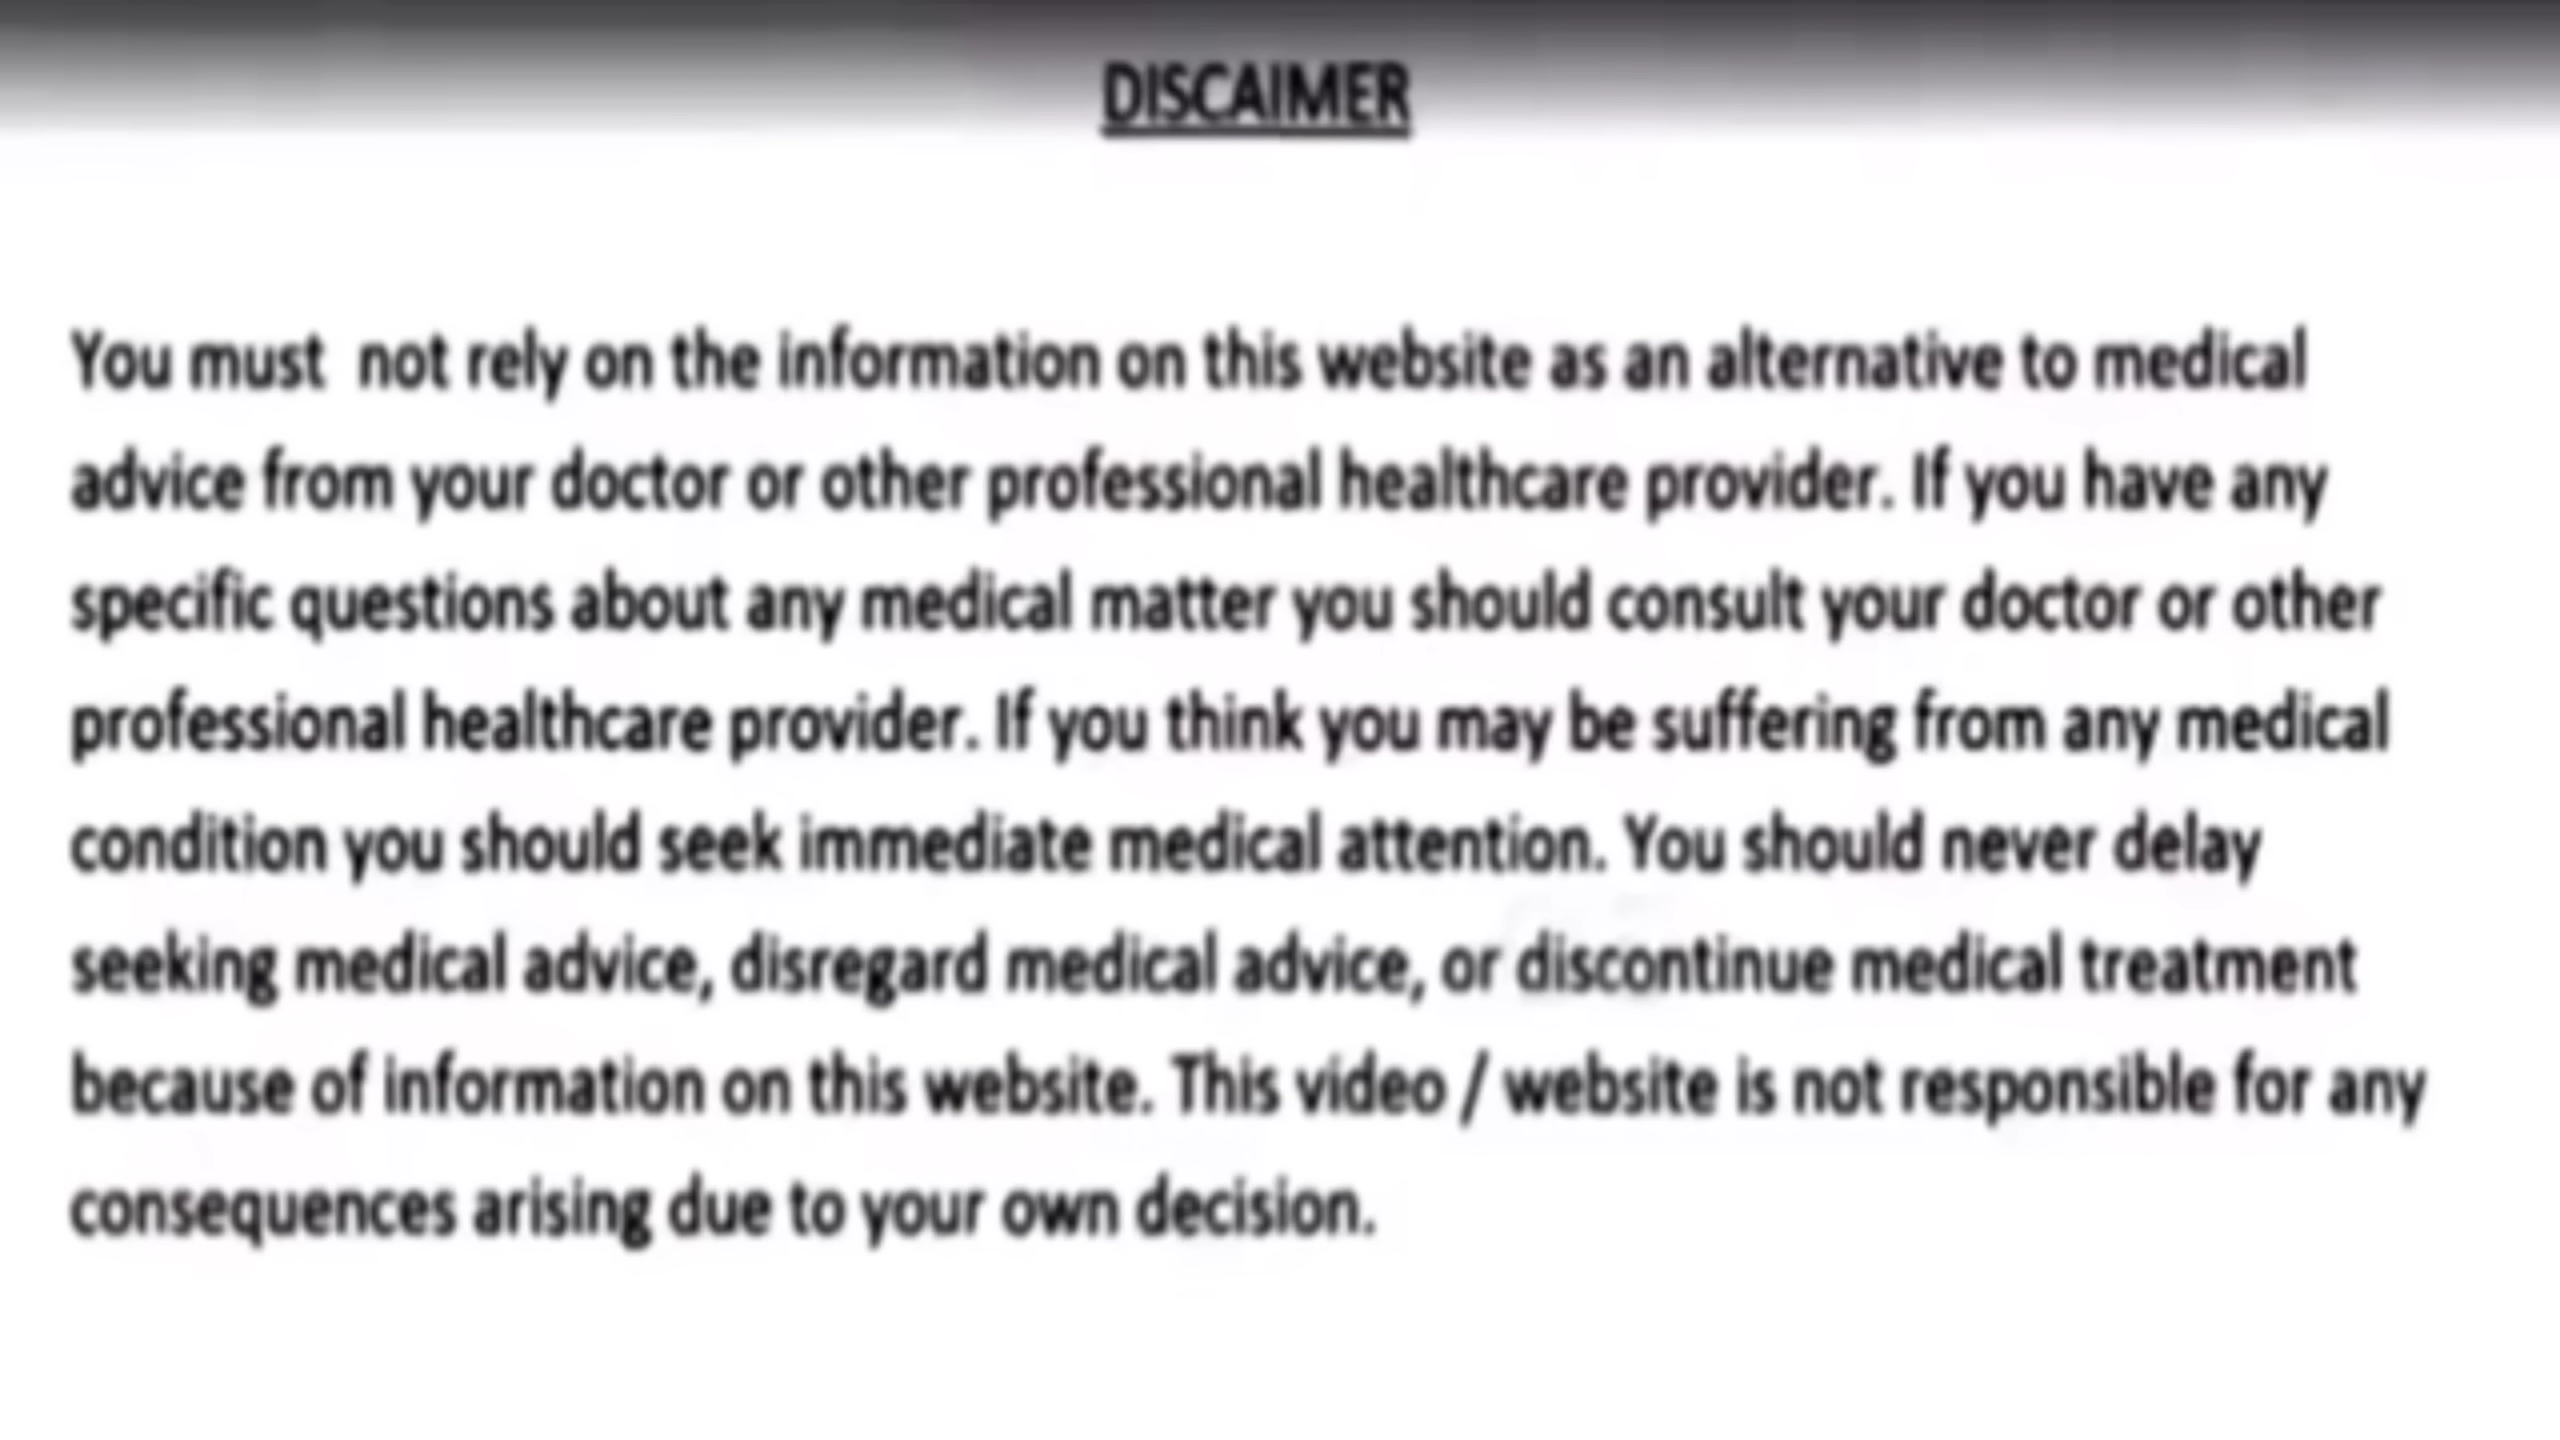 DISCAIMER
You must  not rely on the information on this website as an alternative to medical
advice from your doctor or other professional healthcare provider. If you have any
specific questions about any medical matter you should consult your doctor or other
professional healthcare provider. If you think you may be suffering from any medical
condition you should seek immediate medical attention. You should never delay
seeking medical advice, disregard medical advice, or discontinue medical treatment
because of information on this website. This video / website is not responsible for any
consequences arising due to your own decision.